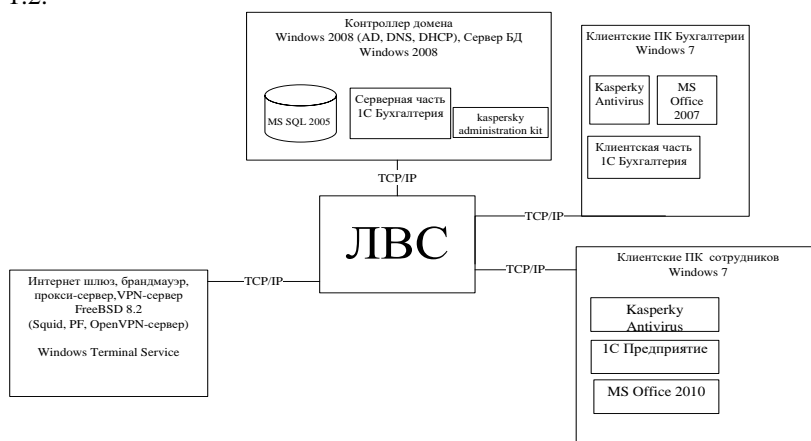 1.2.
Контроллер домена
Windows 2008 (AD, DNS, DHCP), Сервер БД
Windows 2008
MS SQL 2005
Серверная часть
1С Бухгалтерия
kaspersky
administration kit
Клиентские ПК Бухгалтерии
Windows 7
Kasperky
Antivirus
MS
Office
2007
Клиентская часть
1С Бухгалтерия
TCP/IP
ЛВС
TCP/IP
TCP/IP
TCP/IP
Интернет шлюз, брандмауэр,
прокси-сервер,VPN-сервер
FreeBSD 8.2
(Squid, PF, OpenVPN-сервер)
Windows Terminal Service
Клиентские ПК сотрудников
Windows 7
Kasperky
Antivirus
1С Предприятие
MS Office 2010